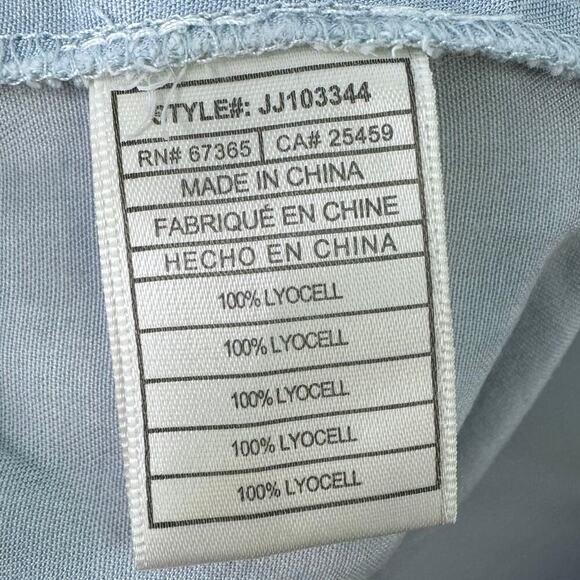 STYLE#: JJ103344
RN# 67365 CA# 25459
MADE IN CHINA
FABRIQUÉ EN CHINE
HECHO EN CHINA
100% LYOCELL
100% LYOCELL
100% LYOCELL
100% LYOCELL
100% LYOCELL